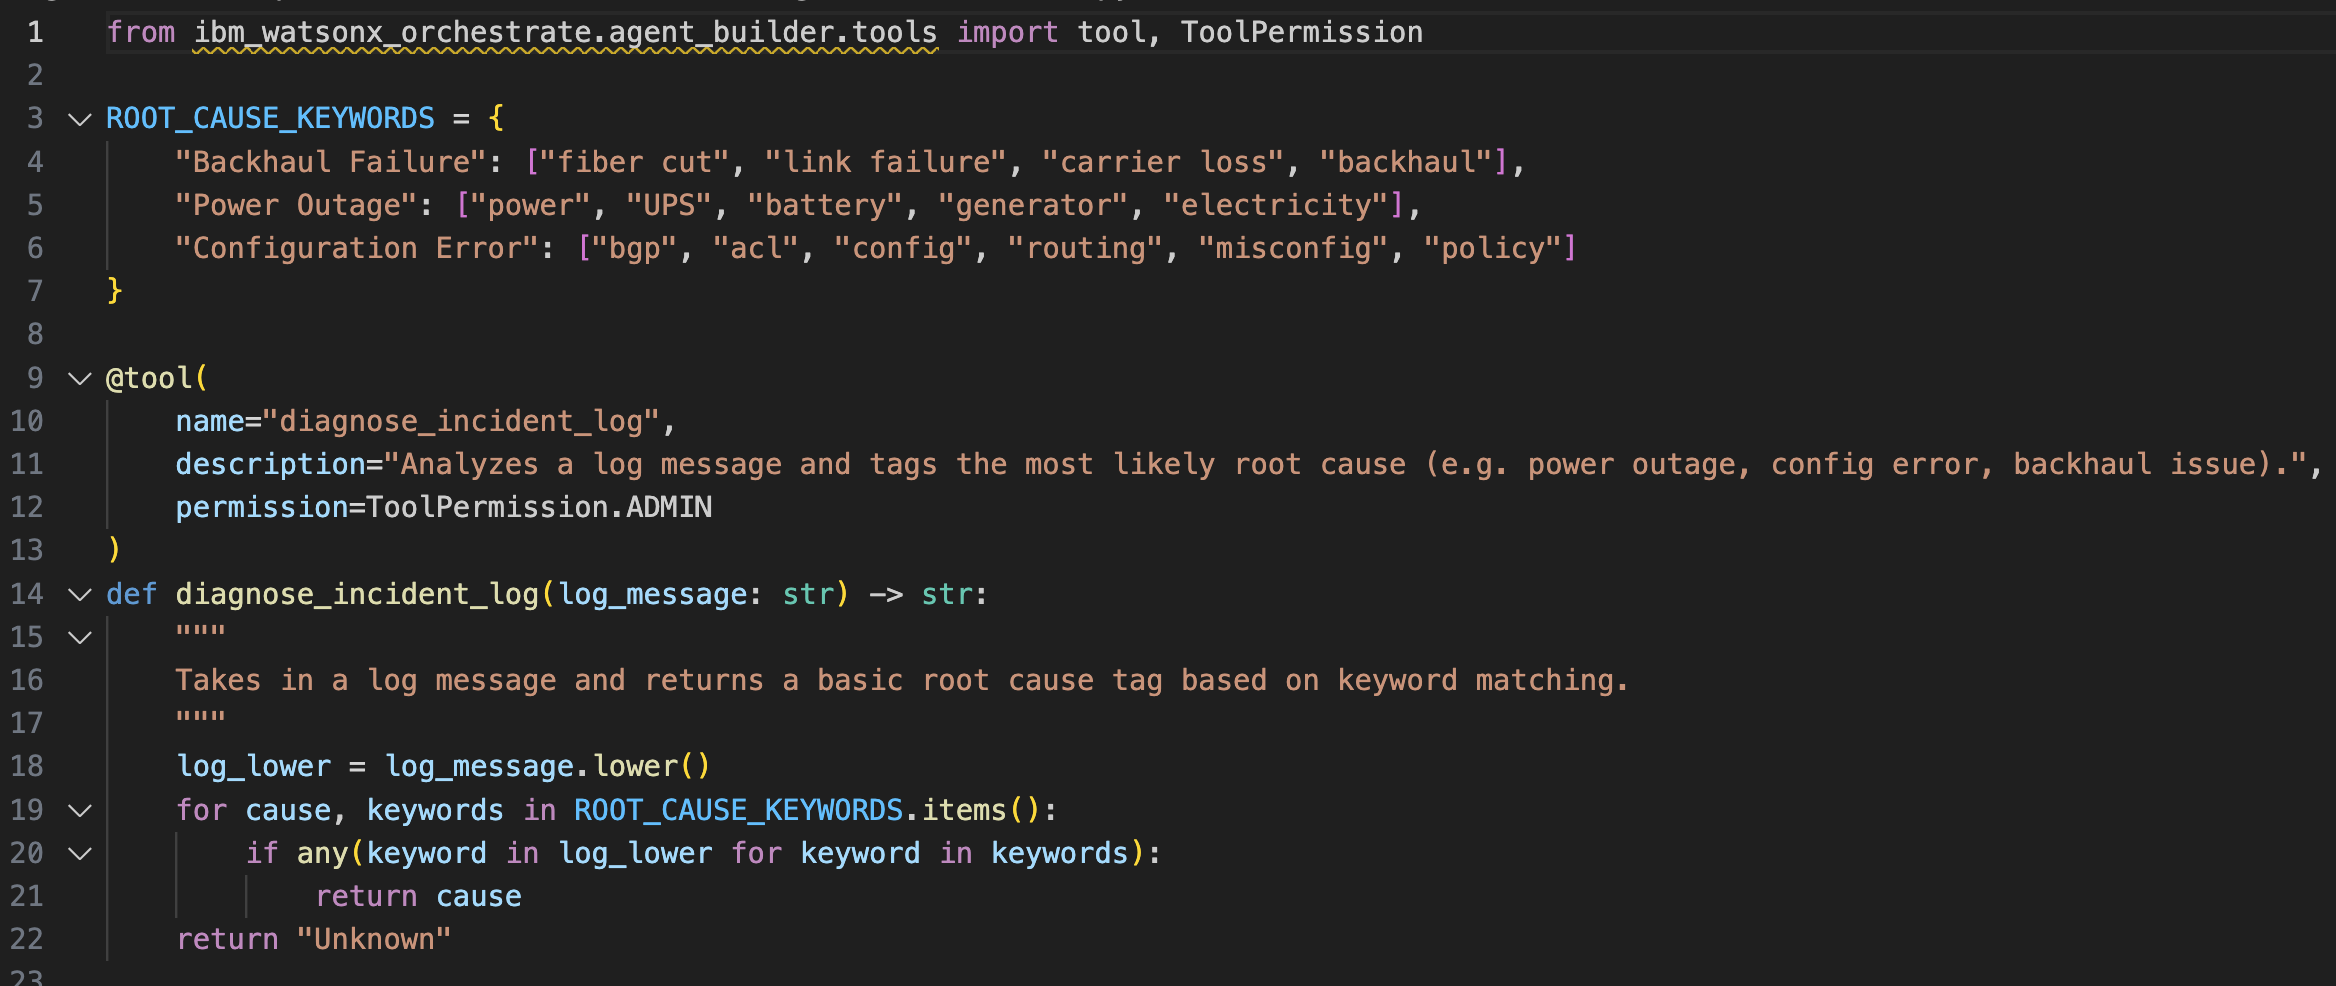 1 from ibm_watsonx_orchestrate.agent_builder.tools import tool, ToolPermission
2
3 ROOT_CAUSE_KEYWORDS = {
4     "Backhaul Failure": ["fiber cut", "link failure", "carrier loss", "backhaul"],
5     "Power Outage": ["power", "UPS", "battery", "generator", "electricity"],
6     "Configuration Error": ["bgp", "acl", "config", "routing", "misconfig", "policy"]
7 }
8
9 @tool(
10     name="diagnose_incident_log",
11     description="Analyzes a log message and tags the most likely root cause (e.g. power outage, config error, backhaul issue).",
12     permission=ToolPermission.ADMIN
13 )
14 def diagnose_incident_log(log_message: str) -> str:
15     """
16     Takes in a log message and returns a basic root cause tag based on keyword matching.
17     """
18     log_lower = log_message.lower()
19     for cause, keywords in ROOT_CAUSE_KEYWORDS.items():
20         if any(keyword in log_lower for keyword in keywords):
21             return cause
22     return "Unknown"
23